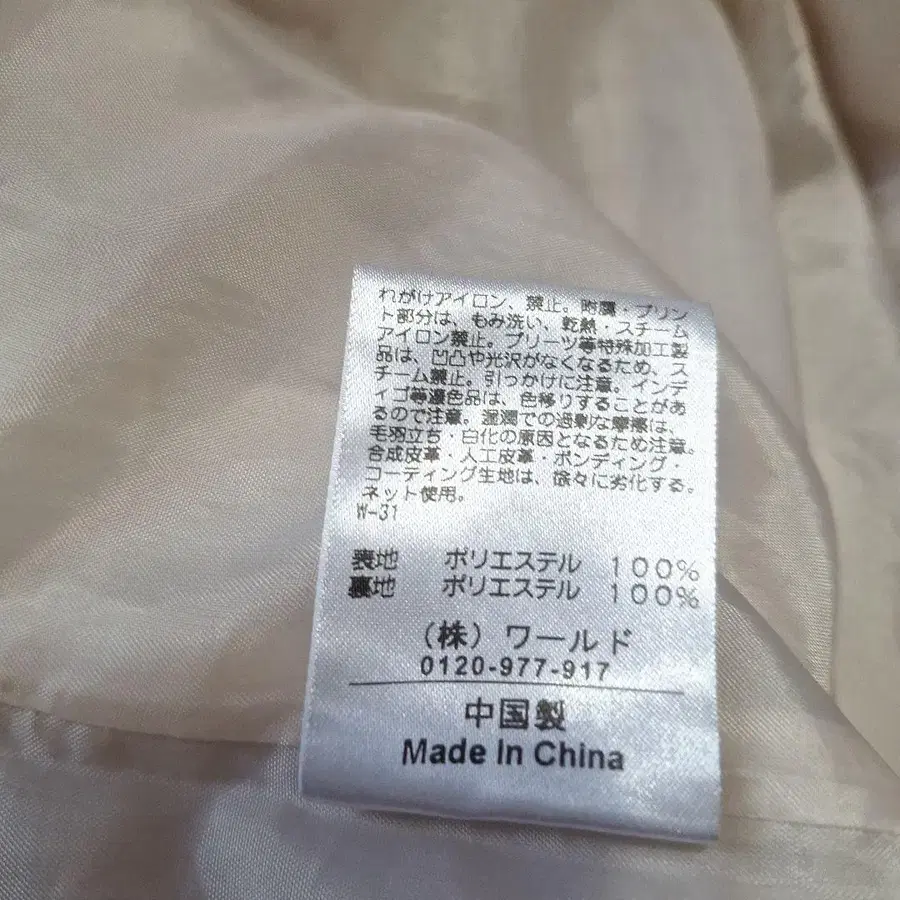 れがけアイロン、禁止。附属・プリン
ト部分は、もみ洗い、乾熱・スチーム
アイロン禁止。プリーツ等特殊加工製
品は、凹凸や光沢がなくなるため、ス
チーム禁止。引っかけに注意。インデ
ィゴ等濃色品は、色移りすることがあ
るので注意。湿潤での過剰な摩擦は、
毛羽立ち・白化の原因となるため注意。
合成皮革・人工皮革・ボンディング・
コーティング生地は、徐々に劣化する。
ネット使用。
W-31
表地 ポリエステル 100%
裏地 ポリエステル 100%
（株）ワールド
0120-977-917
中国製
Made In China